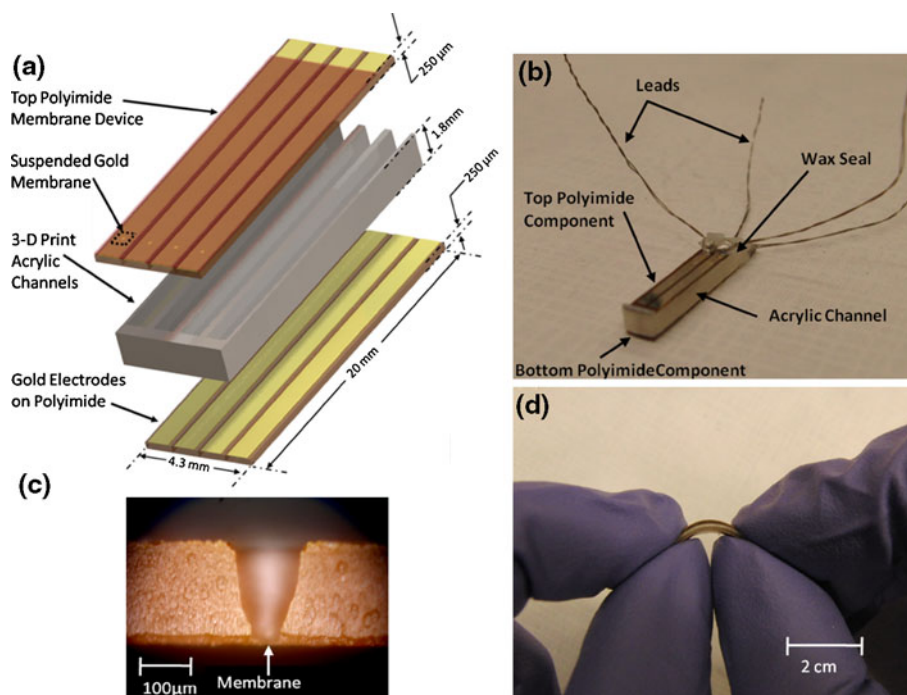 (a)
250 µm
Top Polyimide
Membrane Device
1.8mm
Suspended Gold
Membrane
250 µm
3-D Print
Acrylic
Channels
Gold Electrodes
on Polyimide
20 mm
4.3 mm
(b)
Leads
Wax Seal
Top Polyimide
Component
Acrylic Channel
Bottom PolyimideComponent
(c)
100µm
Membrane
(d)
2 cm